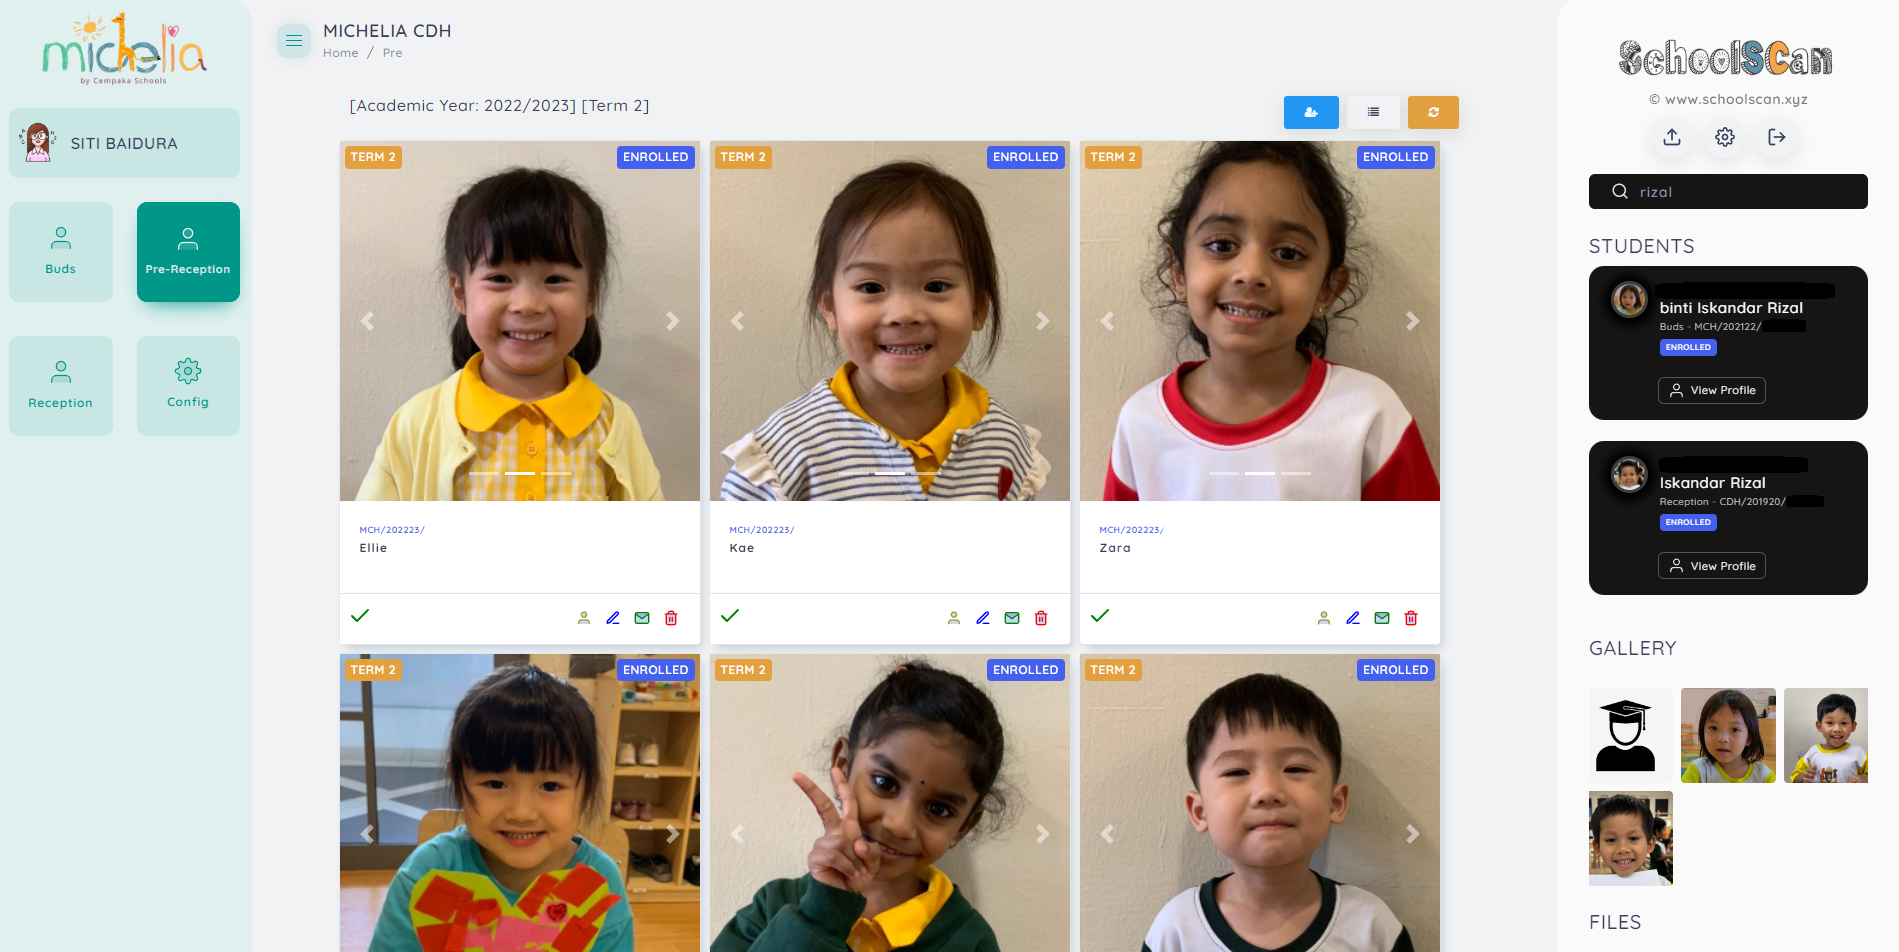 michelia
by Cempaka Schools
SITI BAIDURA
Buds
Pre-Reception
Reception
Config
MICHELIA CDH
Home / Pre
[Academic Year: 2022/2023] [Term 2]
TERM 2
ENROLLED
TERM 2
ENROLLED
TERM 2
ENROLLED
MCH/202223/
Ellie
MCH/202223/
Kae
MCH/202223/
Zara
TERM 2
ENROLLED
TERM 2
ENROLLED
TERM 2
ENROLLED
SchoolSCan
© www.schoolscan.xyz
rizal
STUDENTS
binti Iskandar Rizal
Buds - MCH/202122/
ENROLLED
View Profile
Iskandar Rizal
Reception - CDH/201920/
ENROLLED
View Profile
GALLERY
FILES